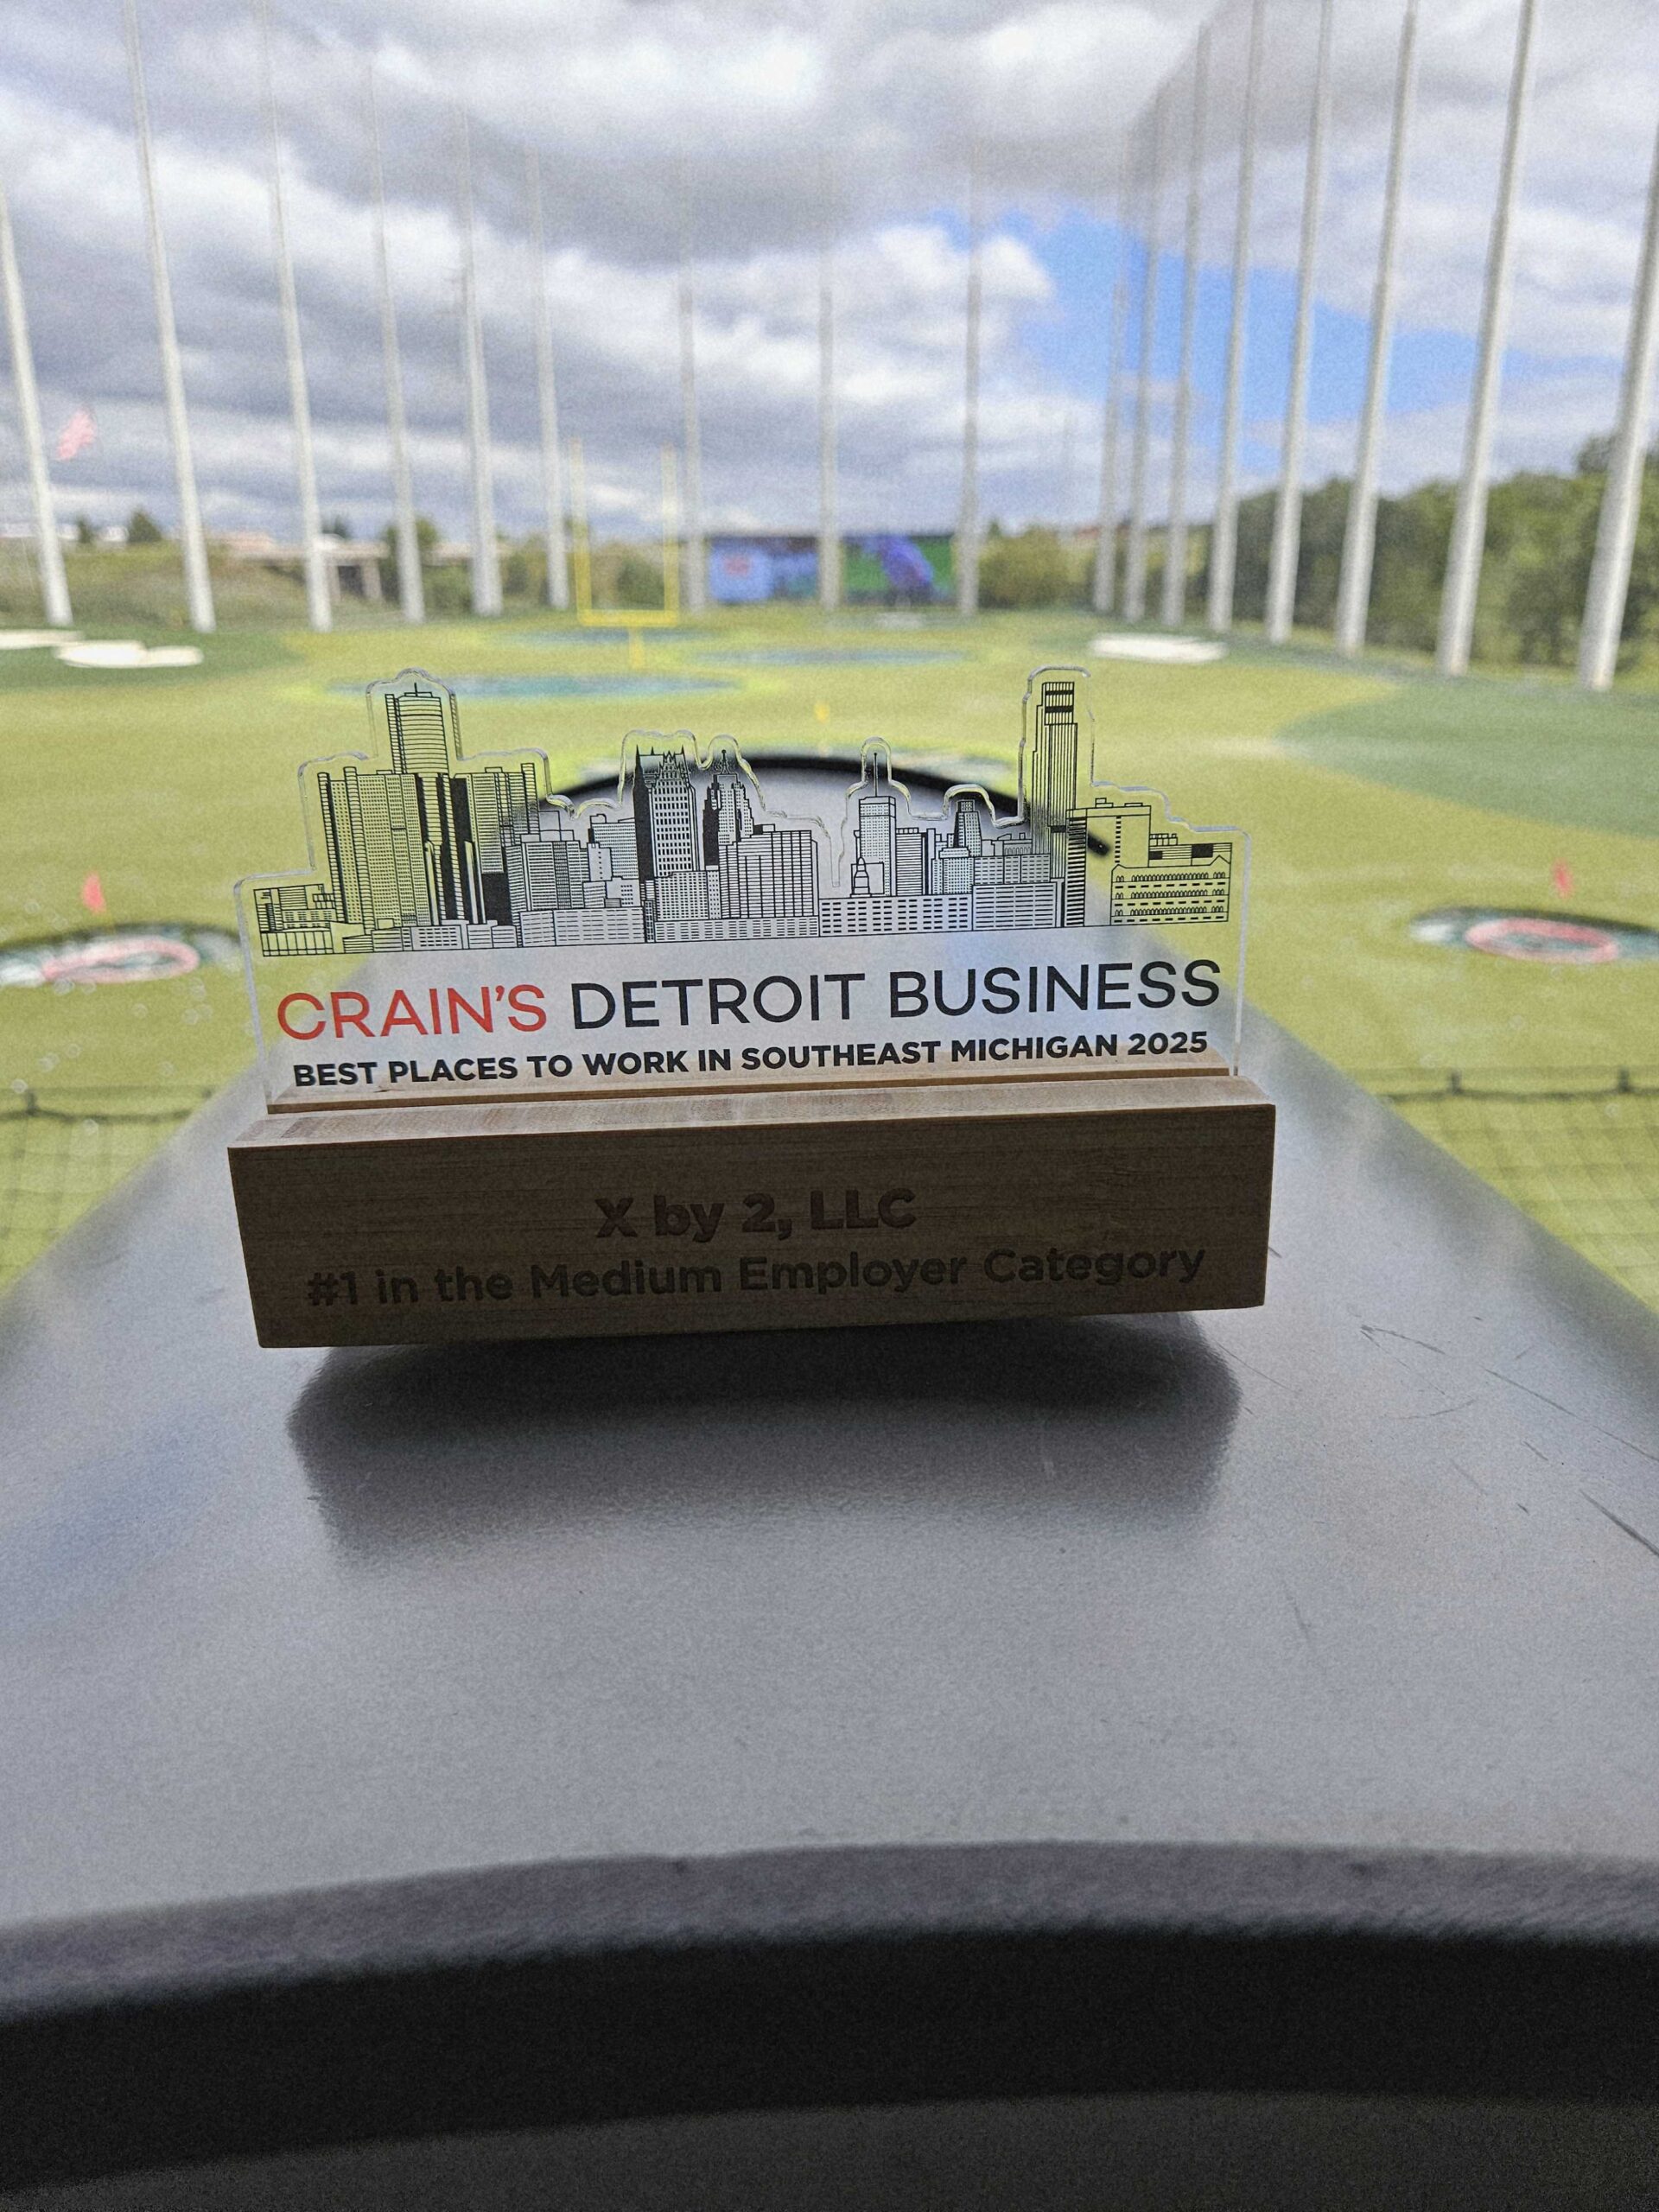 CRAIN'S DETROIT BUSINESS
BEST PLACES TO WORK IN SOUTHEAST MICHIGAN 2025
X by 2, LLC
#1 in the Medium Employer Category